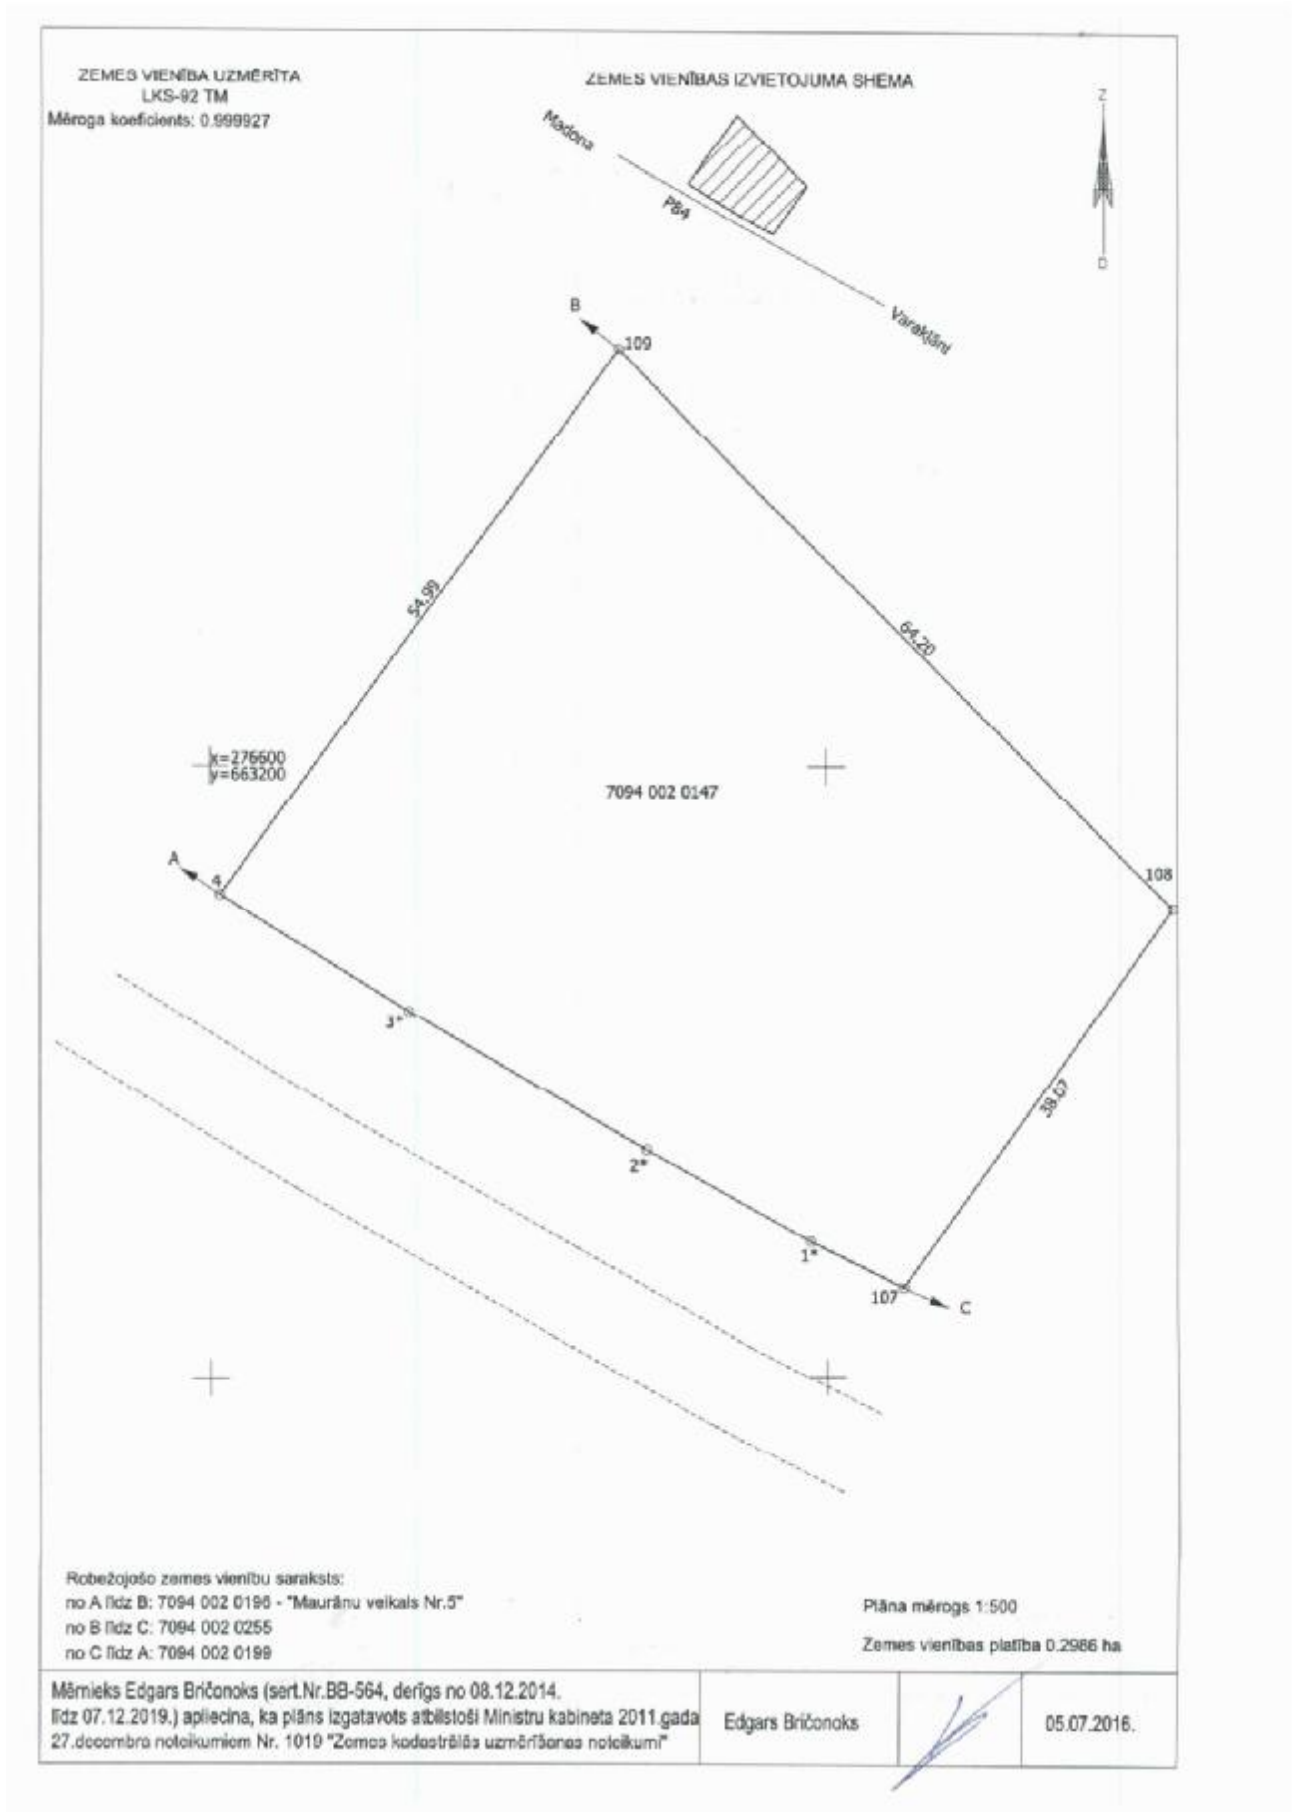 ZEMES VIENĪBA UZMĒRĪTA
LKS-92 TM
Mēroga koeficients: 0.999927
ZEMES VIENĪBAS IZVIETOJUMA SHEMA
Z
D
Madona
P84
Varakļāni
B
109
54.99
64.20
x=276600
y=663200
7094 002 0147
A
4
108
3*
38.07
2*
1*
107
C
Robežojošo zemes vienību saraksts:
no A līdz B: 7094 002 0196 - "Maurānu veikals Nr.5"
no B līdz C: 7094 002 0255
no C līdz A: 7094 002 0199
Plāna mērogs 1:500
Zemes vienības platība 0.2986 ha
Mērnieks Edgars Bričonoks (sert.Nr.BB-564, derīgs no 08.12.2014.
līdz 07.12.2019.) apliecina, ka plāns izgatavots atbilstoši Ministru kabineta 2011.gada
27.decembra noteikumiem Nr. 1019 "Zemes kadastrālās uzmērīšanas noteikumi"
Edgars Bričonoks
05.07.2016.